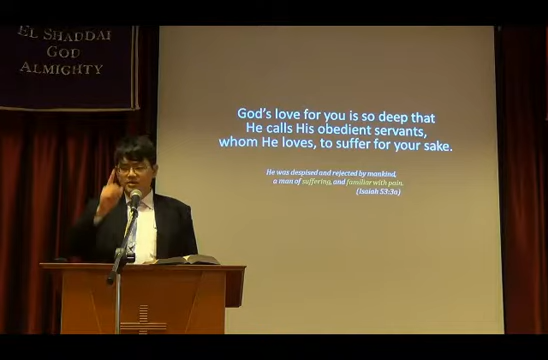 EL SHADDAI
GOD
ALMIGHTY
God's love for you is so deep that
He calls His obedient servants,
whom He loves, to suffer for your sake.
He was despised and rejected by mankind,
a man of suffering, and familiar with pain.
(Isaiah 53:3a)